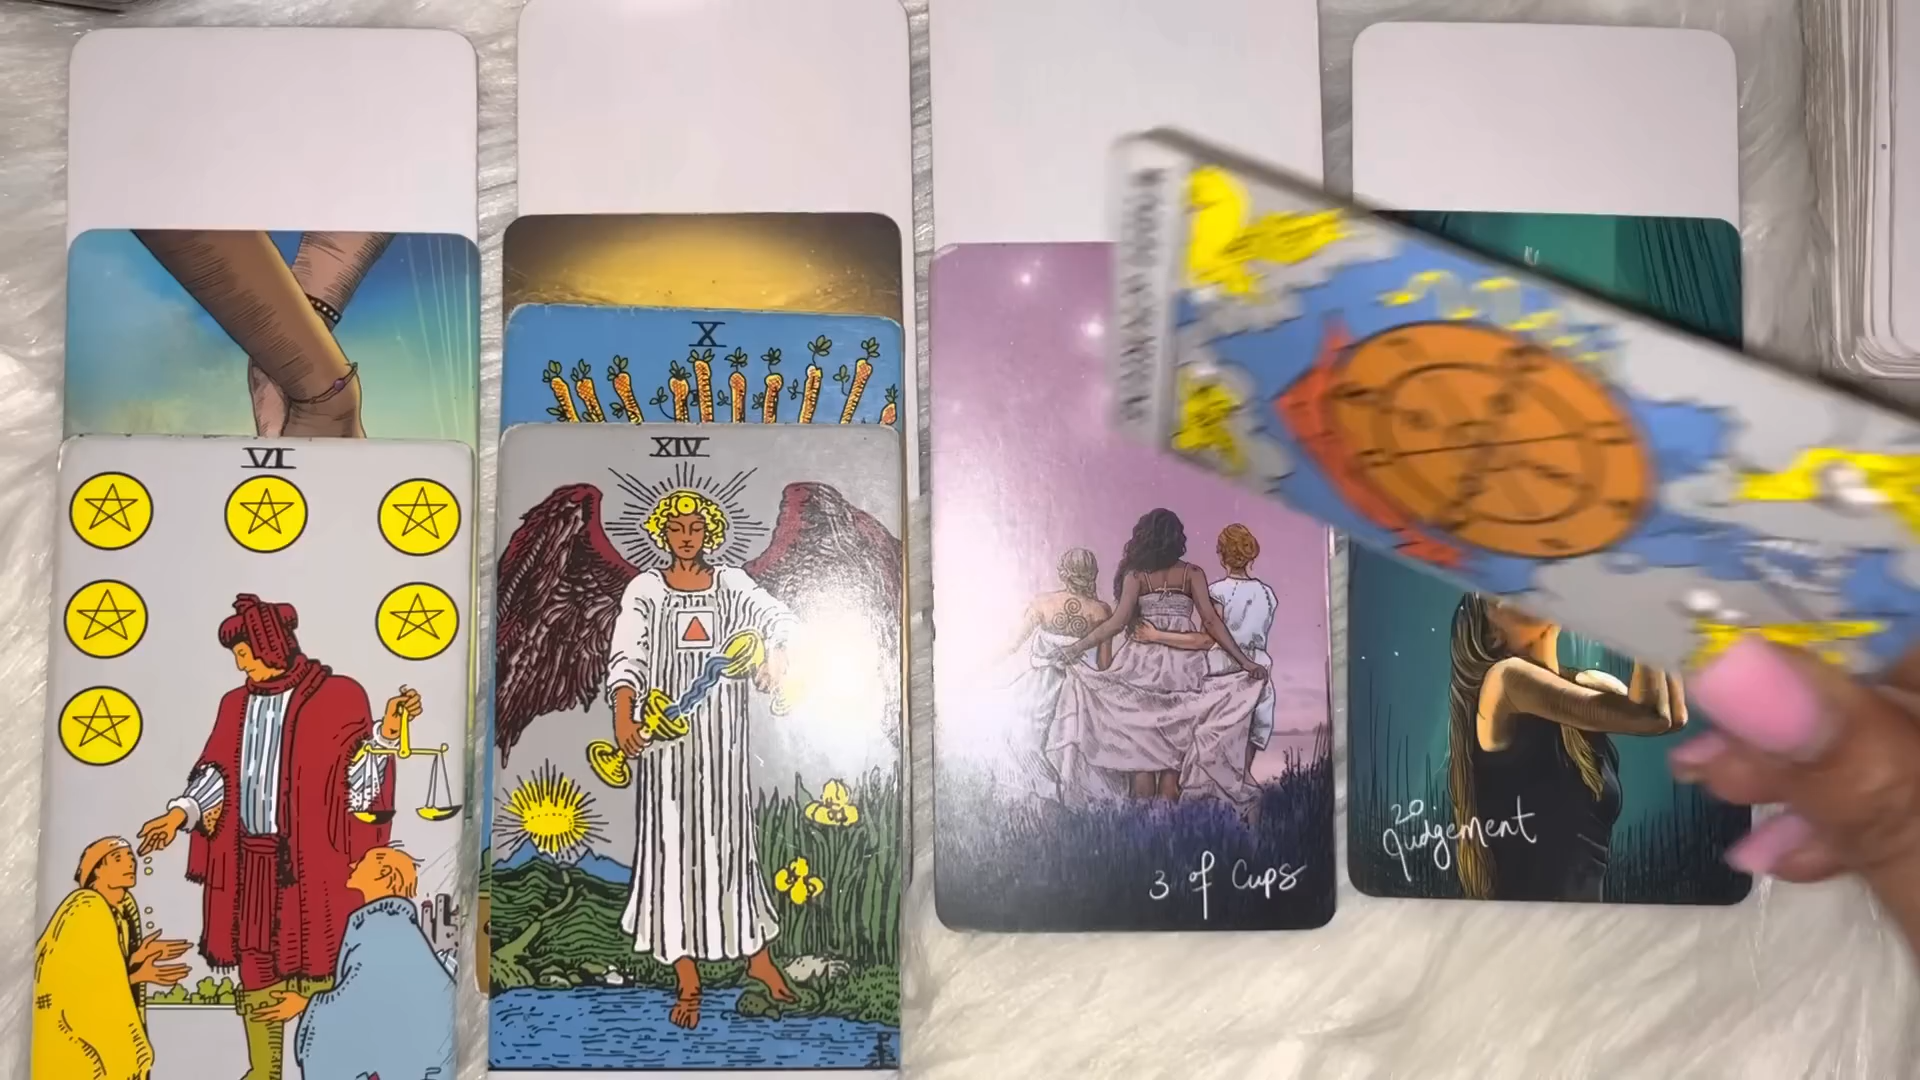 X
VI
XIV
3 of Cups
20.
Judgement